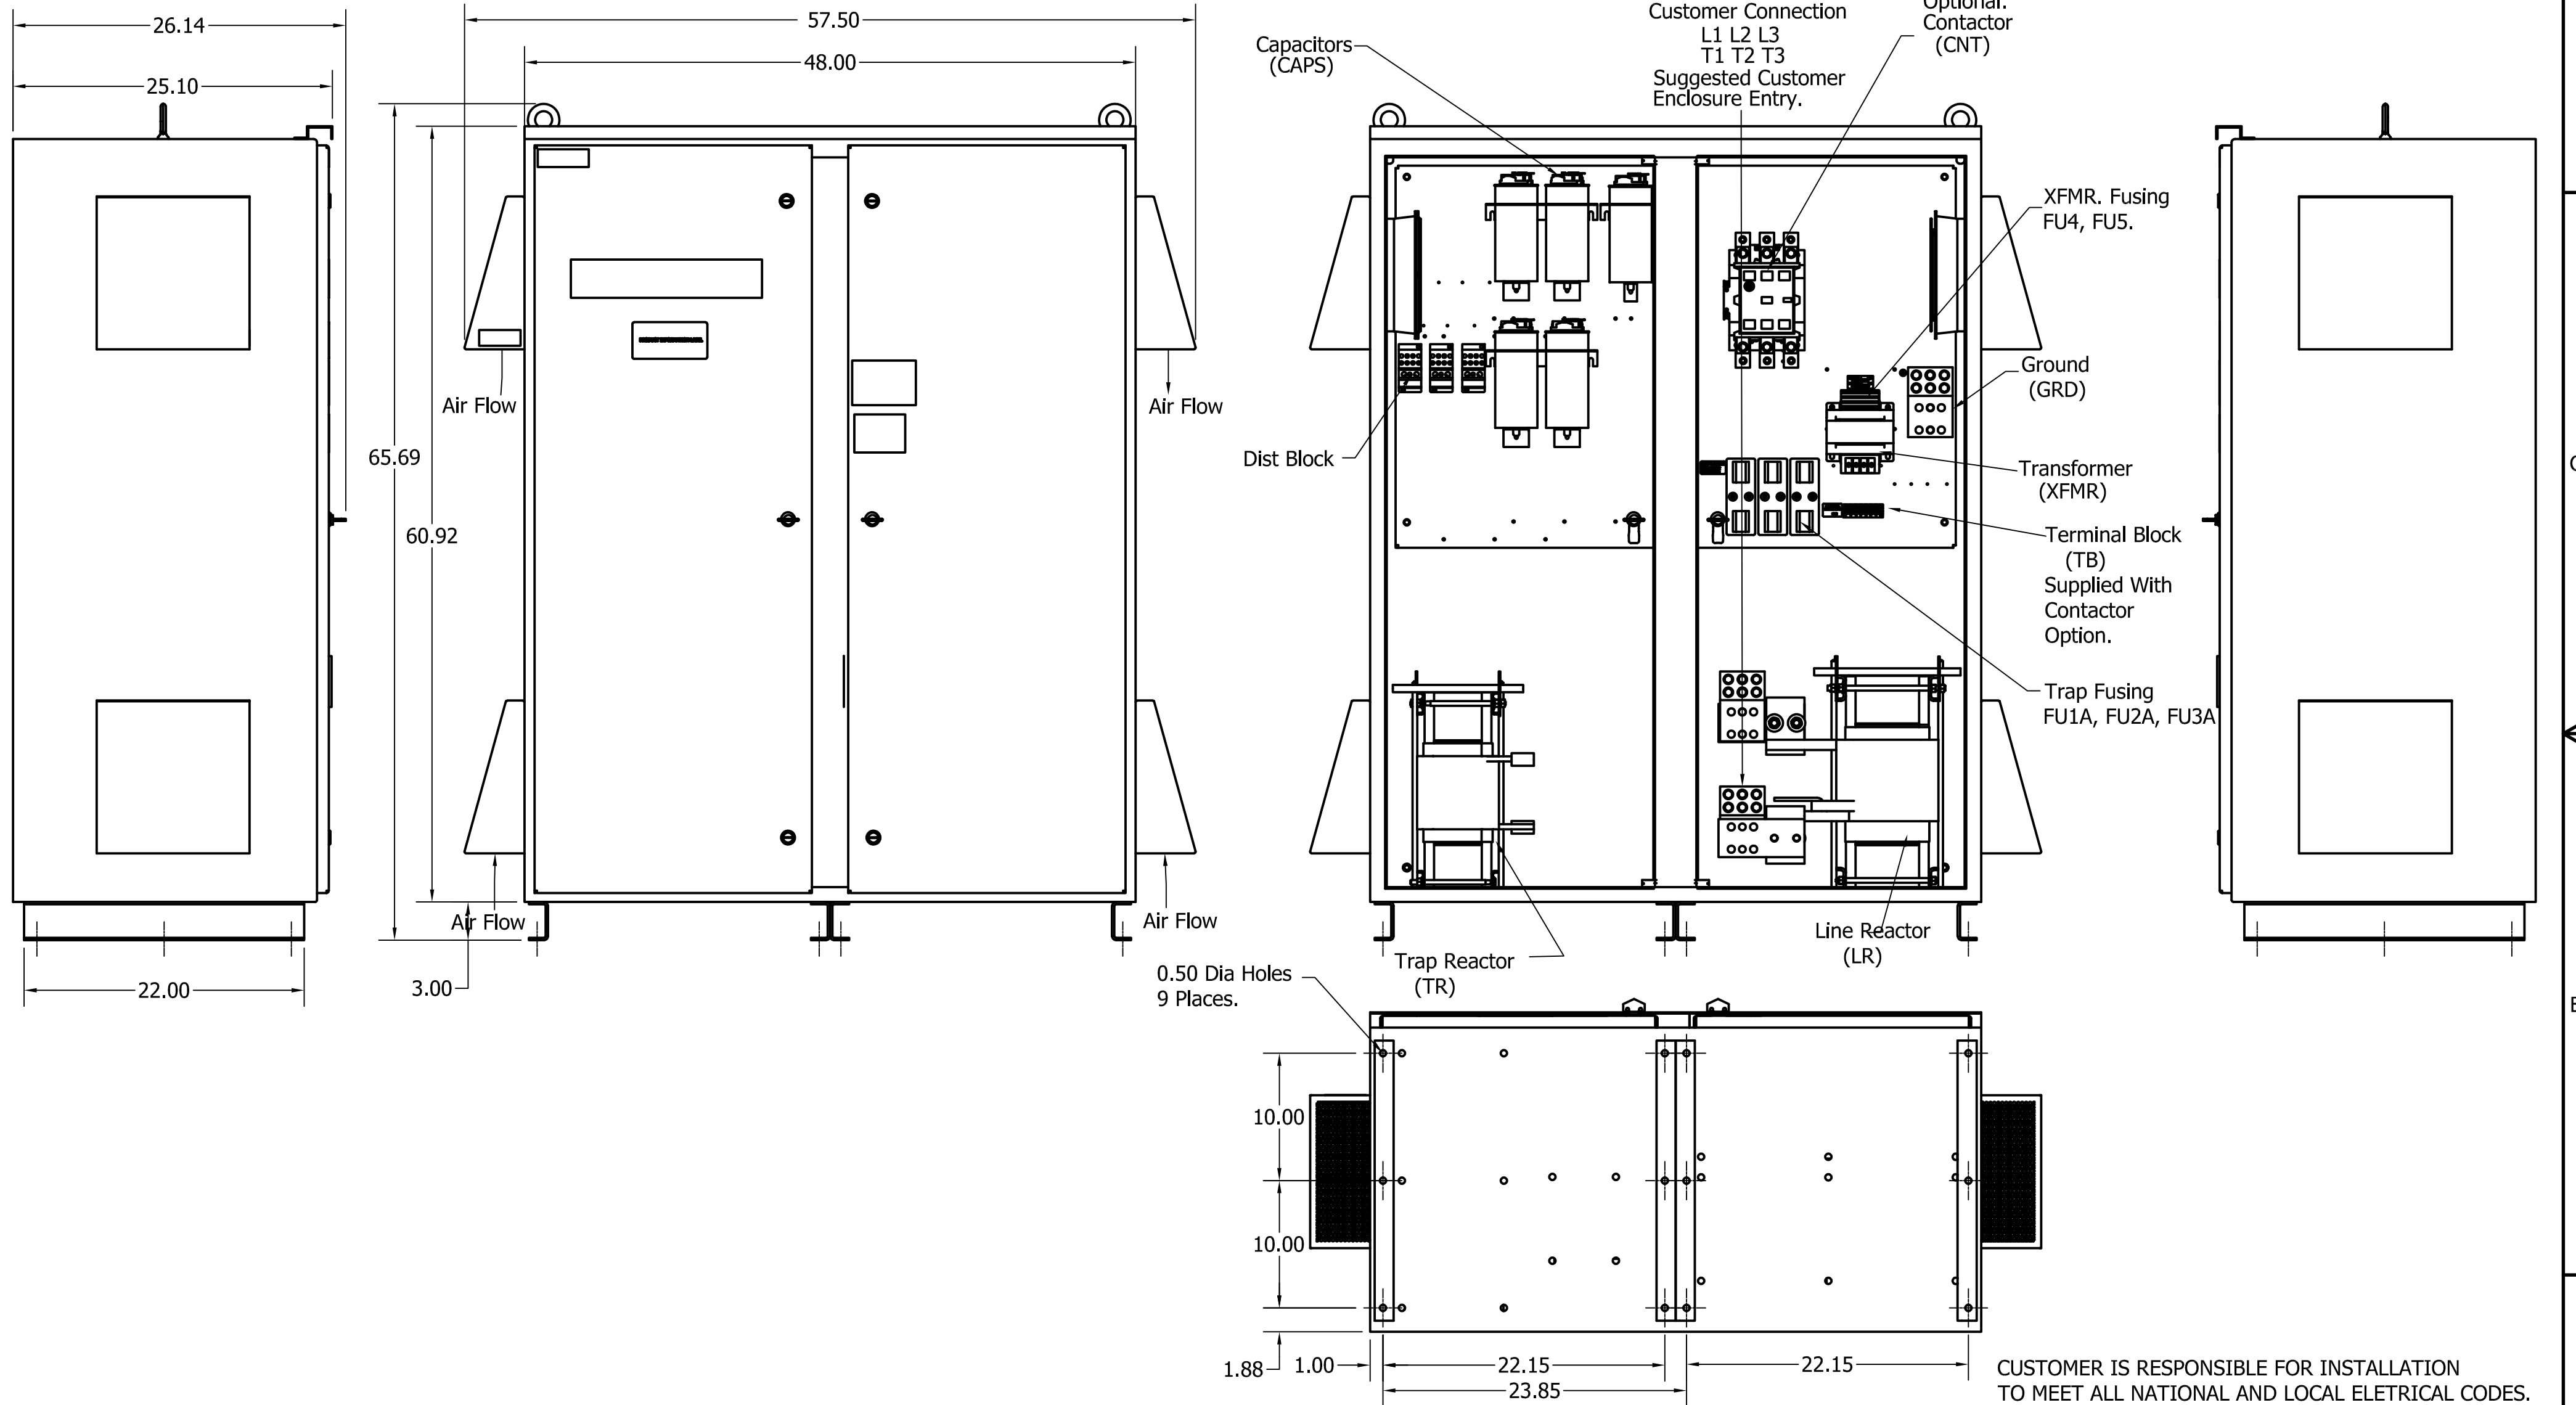 26.14
25.10
22.00
57.50
48.00
65.69
60.92
3.00
Air Flow
Air Flow
Air Flow
Air Flow
Capacitors
(CAPS)
Customer Connection
L1 L2 L3
T1 T2 T3
Suggested Customer
Enclosure Entry.
Optional.
Contactor
(CNT)
XFMR. Fusing
FU4, FU5.
Ground
(GRD)
Dist Block
Transformer
(XFMR)
Terminal Block
(TB)
Supplied With
Contactor
Option.
Trap Fusing
FU1A, FU2A, FU3A
Line Reactor
(LR)
Trap Reactor
(TR)
0.50 Dia Holes
9 Places.
10.00
10.00
1.88
1.00
22.15
22.15
23.85
CUSTOMER IS RESPONSIBLE FOR INSTALLATION
TO MEET ALL NATIONAL AND LOCAL ELETRICAL CODES.